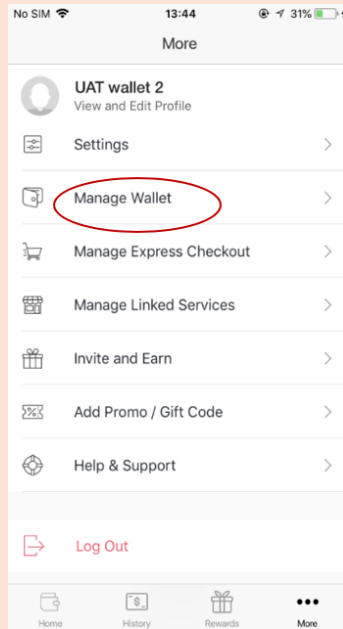 No SIM 13:44 31%
More
UAT wallet 2
View and Edit Profile
Settings
Manage Wallet
Manage Express Checkout
Manage Linked Services
Invite and Earn
Add Promo / Gift Code
Help & Support
Log Out
Home History Rewards More